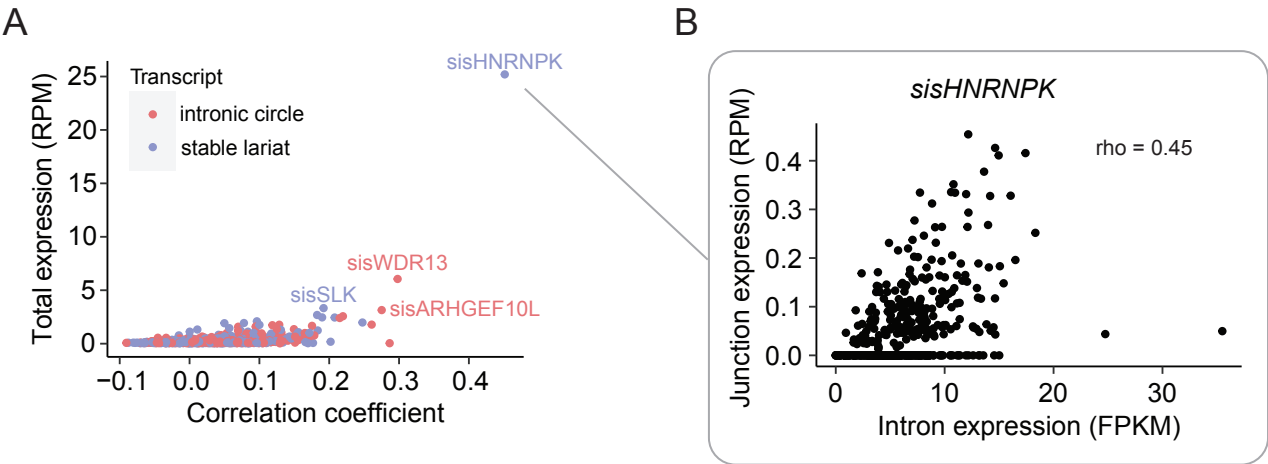 A
Total expression (RPM)
25
20
15
10
5
0
Transcript
intronic circle
stable lariat
sisHNRNPK
sisWDR13
sisSLK
sisARHGEF10L
−0.1 0.0 0.1 0.2 0.3 0.4
Correlation coefficient
B
sisHNRNPK
rho = 0.45
Junction expression (RPM)
0.4
0.3
0.2
0.1
0.0
0 10 20 30
Intron expression (FPKM)